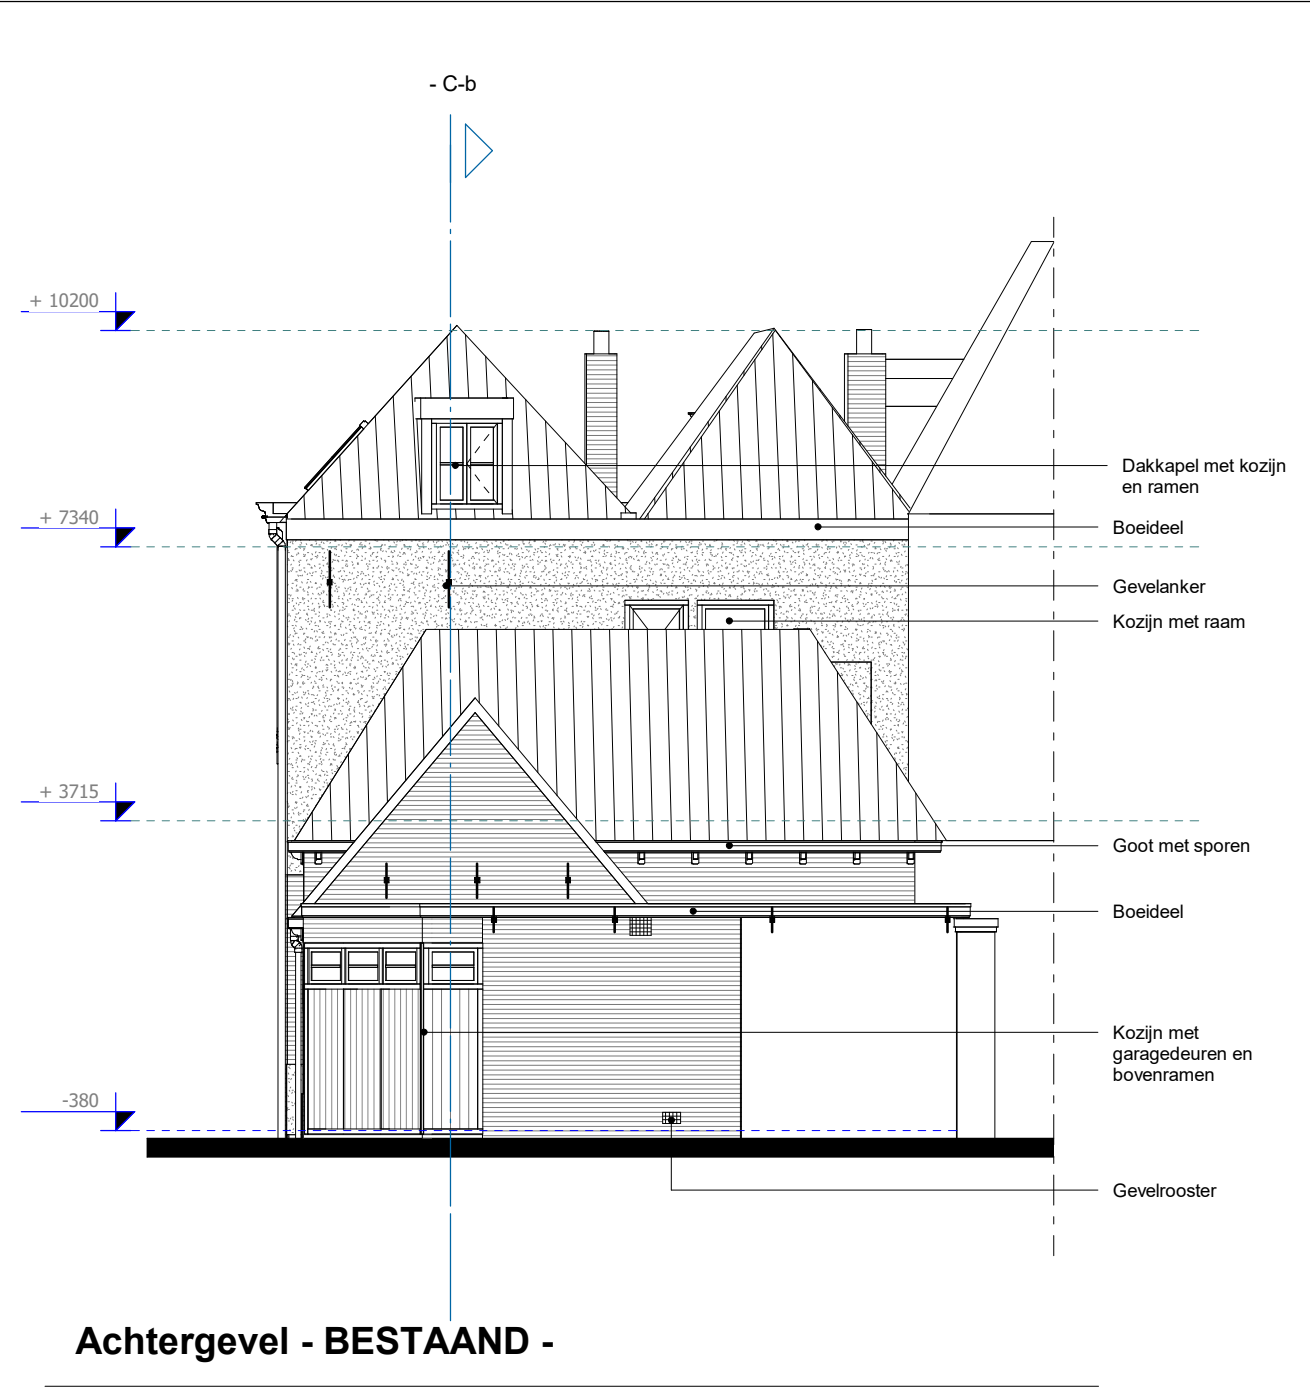 - C-b
+ 10200
Dakkapel met kozijn
en ramen
+ 7340
Boeideel
Gevelanker
Kozijn met raam
+ 3715
Goot met sporen
Boeideel
Kozijn met
garagedeuren en
bovenramen
-380
Gevelrooster
Achtergevel - BESTAAND -